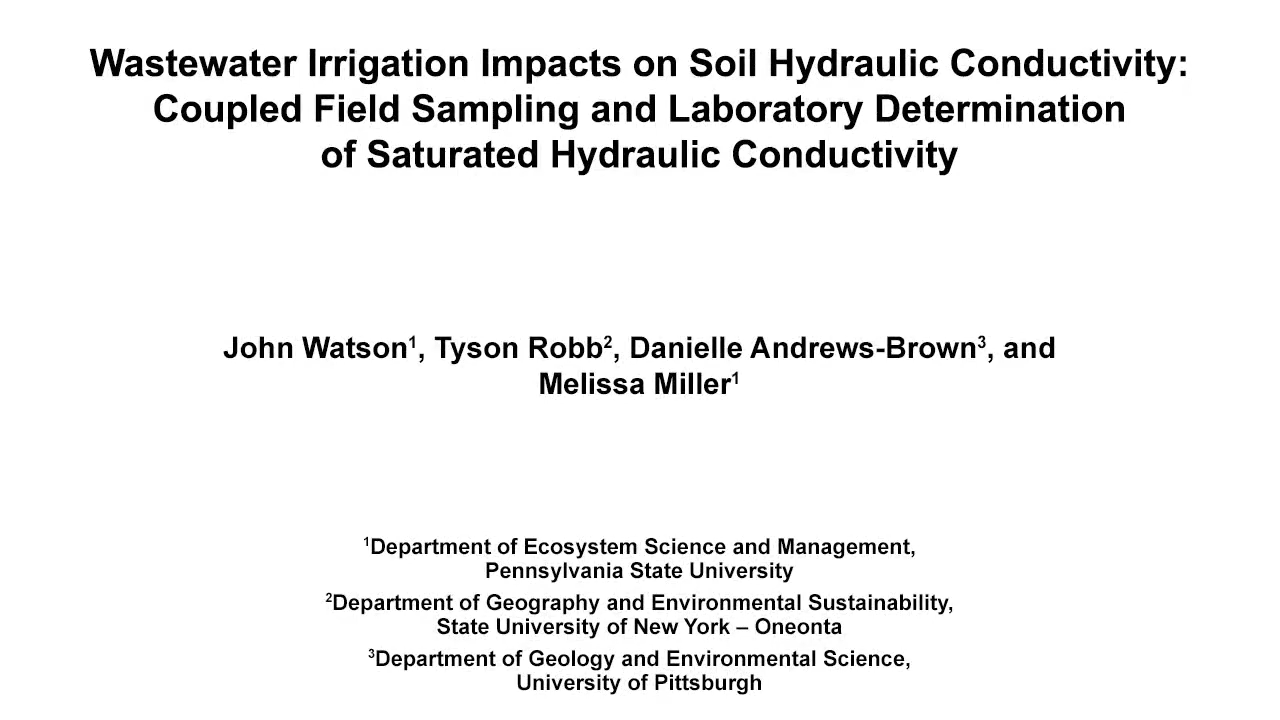 Wastewater Irrigation Impacts on Soil Hydraulic Conductivity:
Coupled Field Sampling and Laboratory Determination
of Saturated Hydraulic Conductivity
John Watson¹, Tyson Robb², Danielle Andrews-Brown³, and
Melissa Miller¹
¹Department of Ecosystem Science and Management,
Pennsylvania State University
²Department of Geography and Environmental Sustainability,
State University of New York – Oneonta
³Department of Geology and Environmental Science,
University of Pittsburgh